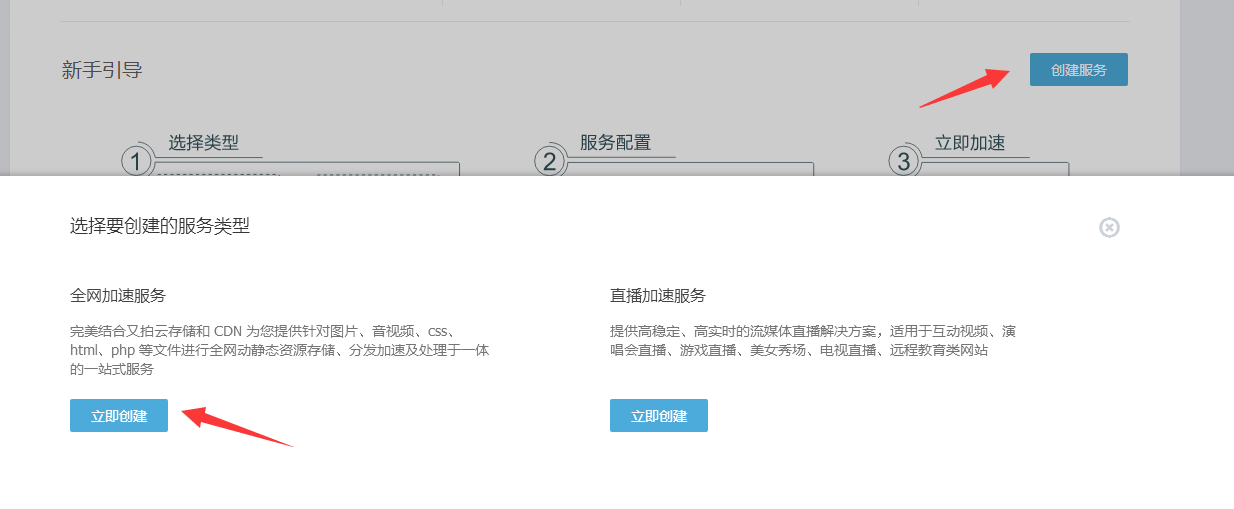 新手引导
创建服务
1 选择类型
2 服务配置
3 立即加速
选择要创建的服务类型
全网加速服务
完美结合又拍云存储和 CDN 为您提供针对图片、音视频、css、
html、php 等文件进行全网动静态资源存储、分发加速及处理于一体
的一站式服务
立即创建
直播加速服务
提供高稳定、高实时的流媒体直播解决方案，适用于互动视频、演
唱会直播、游戏直播、美女秀场、电视直播、远程教育类网站
立即创建